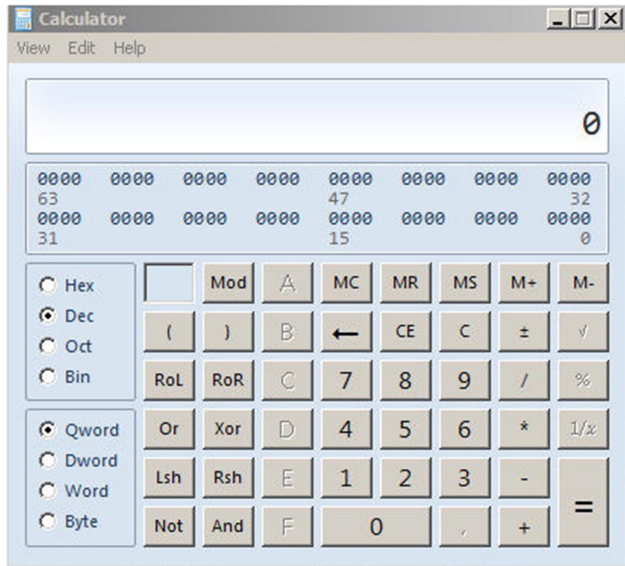 Calculator
View Edit Help
0
0000 0000 0000 0000 0000 0000 0000 0000
63 47 32
0000 0000 0000 0000 0000 0000 0000 0000
31 15 0
Hex
Dec
Oct
Bin
Qword
Dword
Word
Byte
Mod A MC MR MS M+ M-
( ) B ← CE C ± √
RoL RoR C 7 8 9 / %
Or Xor D 4 5 6 * 1/x
Lsh Rsh E 1 2 3 - =
Not And F 0 , +